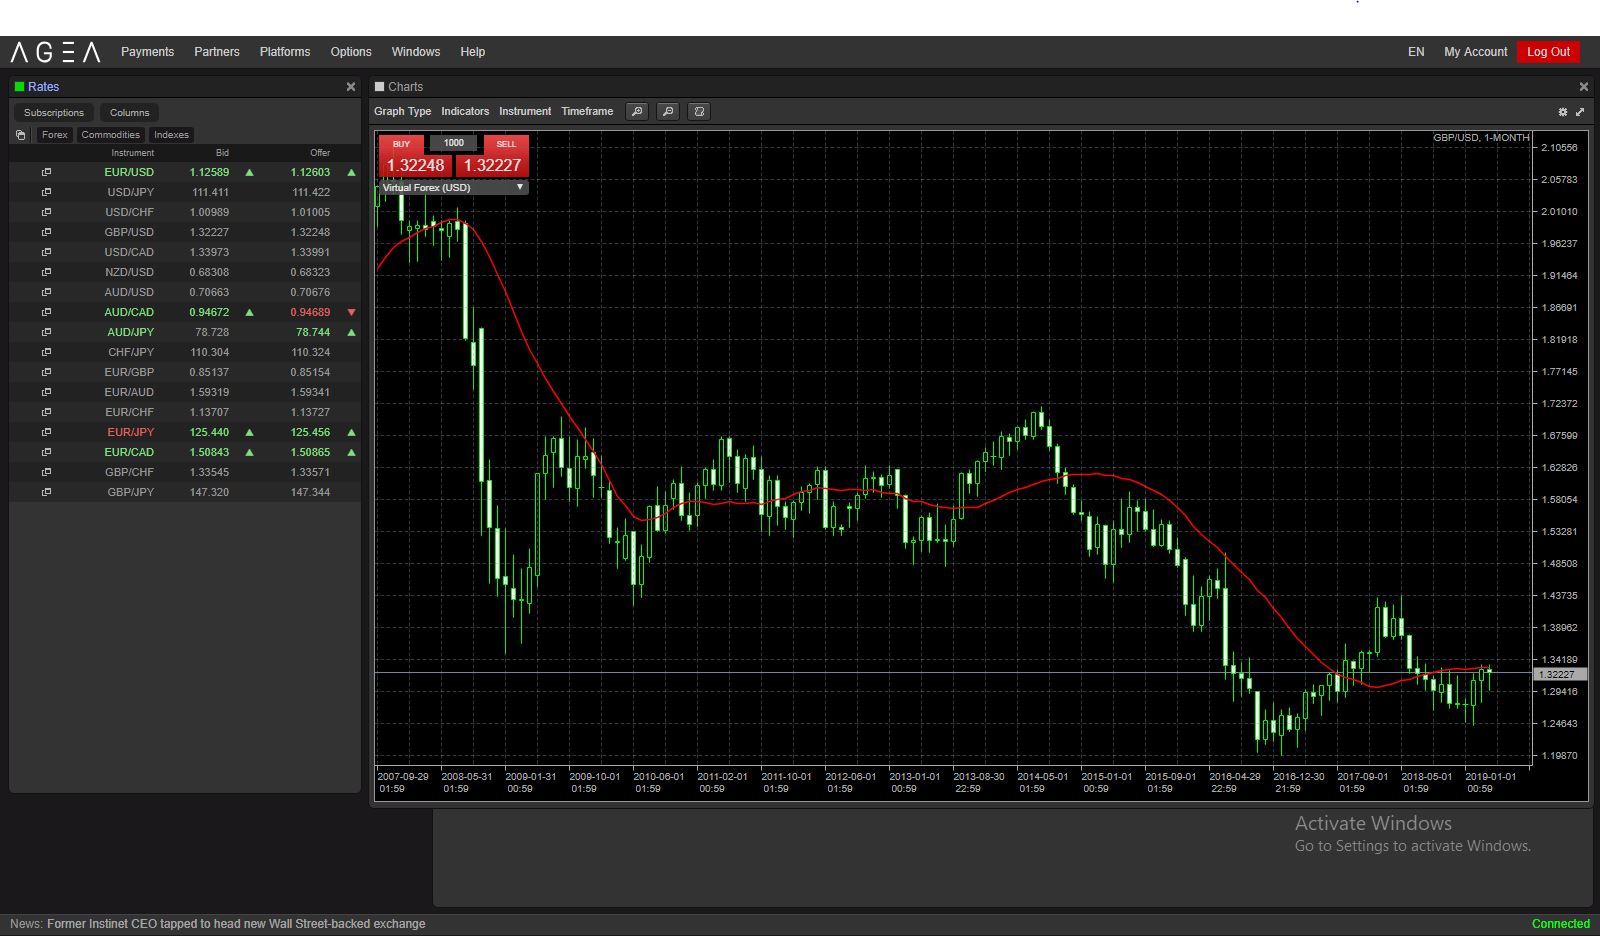 AGEA Payments Partners Platforms Options Windows Help EN My Account Log Out
Rates
Subscriptions Columns
Forex Commodities Indexes
Instrument Bid Offer
EUR/USD 1.12589 1.12603
USD/JPY 111.411 111.422
USD/CHF 1.00989 1.01005
GBP/USD 1.32227 1.32248
USD/CAD 1.33973 1.33991
NZD/USD 0.68308 0.68323
AUD/USD 0.70663 0.70676
AUD/CAD 0.94672 0.94689
AUD/JPY 78.728 78.744
CHF/JPY 110.304 110.324
EUR/GBP 0.85137 0.85154
EUR/AUD 1.59319 1.59341
EUR/CHF 1.13707 1.13727
EUR/JPY 125.440 125.456
EUR/CAD 1.50843 1.50865
GBP/CHF 1.33545 1.33571
GBP/JPY 147.320 147.344
Charts
Graph Type Indicators Instrument Timeframe
BUY 1000 SELL
1.32248 1.32227
Virtual Forex (USD)
GBP/USD, 1-MONTH
2.10556
2.05783
2.01010
1.96237
1.91464
1.86691
1.81918
1.77145
1.72372
1.67599
1.62826
1.58054
1.53281
1.48508
1.43735
1.38962
1.34189
1.32227
1.29416
1.24643
1.19870
2007-09-29 2008-05-31 2009-01-31 2009-10-01 2010-06-01 2011-02-01 2011-10-01 2012-06-01 2013-01-01 2013-08-30 2014-05-01 2015-01-01 2015-09-01 2016-04-29 2016-12-30 2017-09-01 2018-05-01 2019-01-01
01:59 01:59 00:59 01:59 01:59 00:59 01:59 01:59 00:59 22:59 01:59 00:59 01:59 22:59 21:59 01:59 01:59 00:59
Activate Windows
Go to Settings to activate Windows.
News: Former Instinet CEO tapped to head new Wall Street-backed exchange Connected